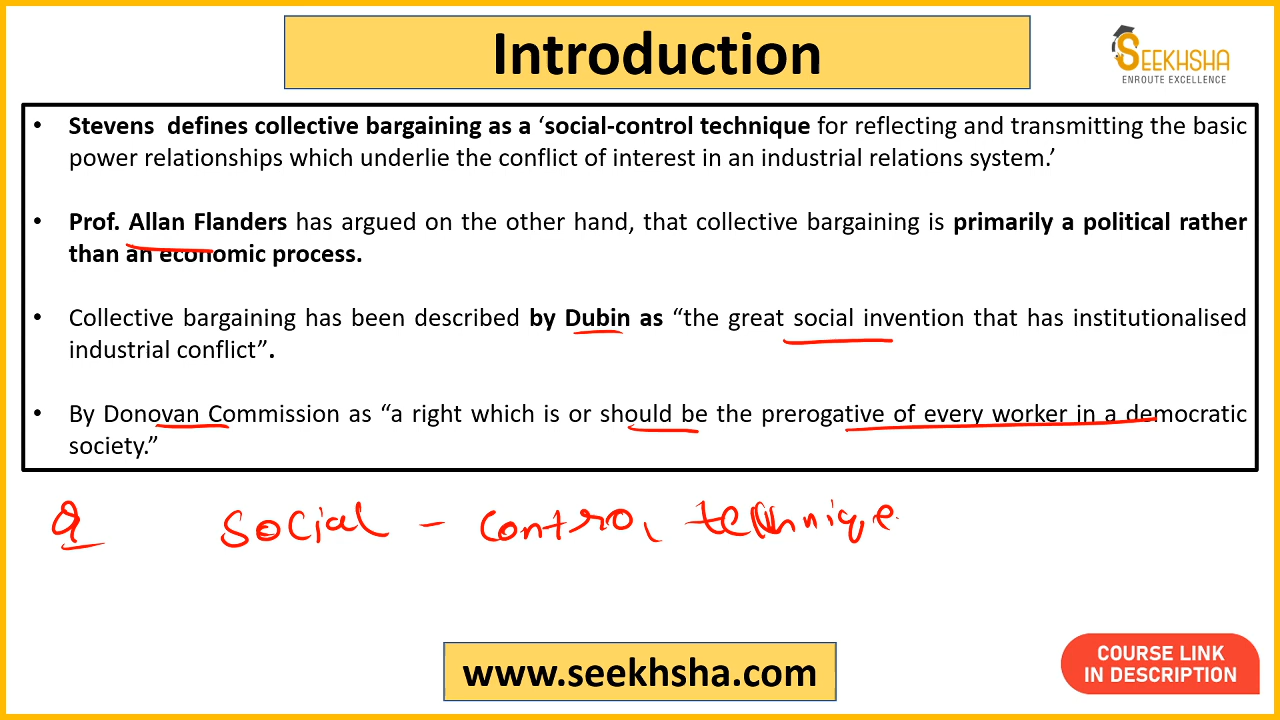 Introduction
SEEKHSHA
ENROUTE EXCELLENCE
• Stevens defines collective bargaining as a ‘social-control technique for reflecting and transmitting the basic
power relationships which underlie the conflict of interest in an industrial relations system.’
• Prof. Allan Flanders has argued on the other hand, that collective bargaining is primarily a political rather
than an economic process.
• Collective bargaining has been described by Dubin as “the great social invention that has institutionalised
industrial conflict”.
• By Donovan Commission as “a right which is or should be the prerogative of every worker in a democratic
society.”
Q Social - control technique
www.seekhsha.com
COURSE LINK
IN DESCRIPTION